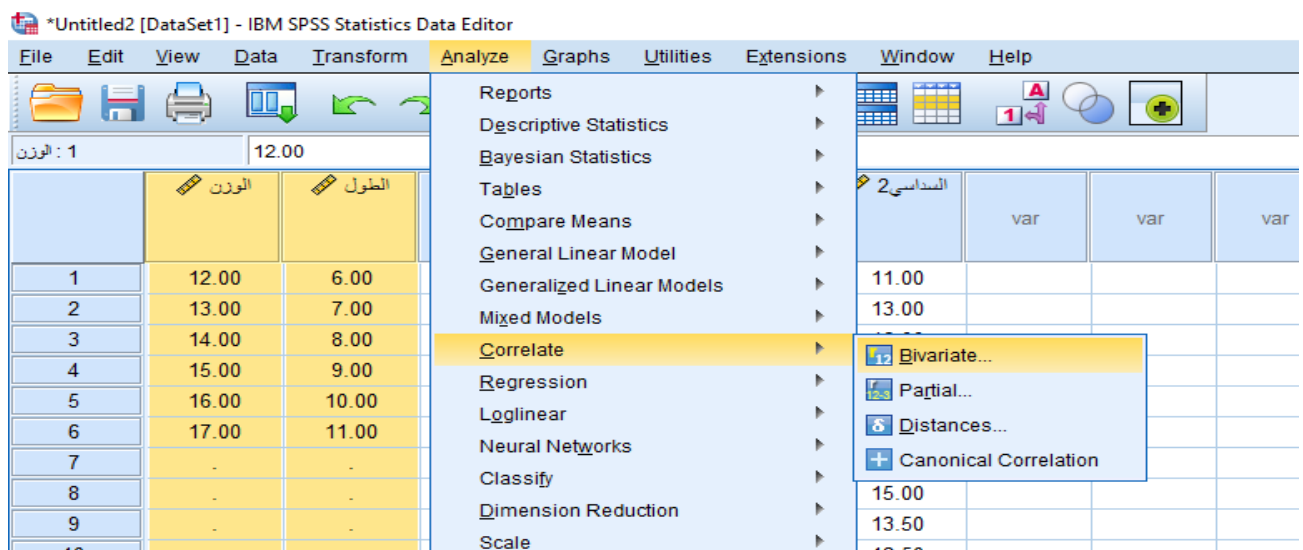 *Untitled2 [DataSet1] - IBM SPSS Statistics Data Editor
File Edit View Data Transform Analyze Graphs Utilities Extensions Window Help
1 : الوزن 12.00
الوزن الطول السداسي2 var var var
Reports
Descriptive Statistics
Bayesian Statistics
Tables
Compare Means
General Linear Model
Generalized Linear Models
Mixed Models
Correlate
Regression
Loglinear
Neural Networks
Classify
Dimension Reduction
Scale
Bivariate...
Partial...
Distances...
Canonical Correlation
1 12.00 6.00 11.00
2 13.00 7.00 13.00
3 14.00 8.00
4 15.00 9.00
5 16.00 10.00
6 17.00 11.00
7 . .
8 . . 15.00
9 . . 13.50